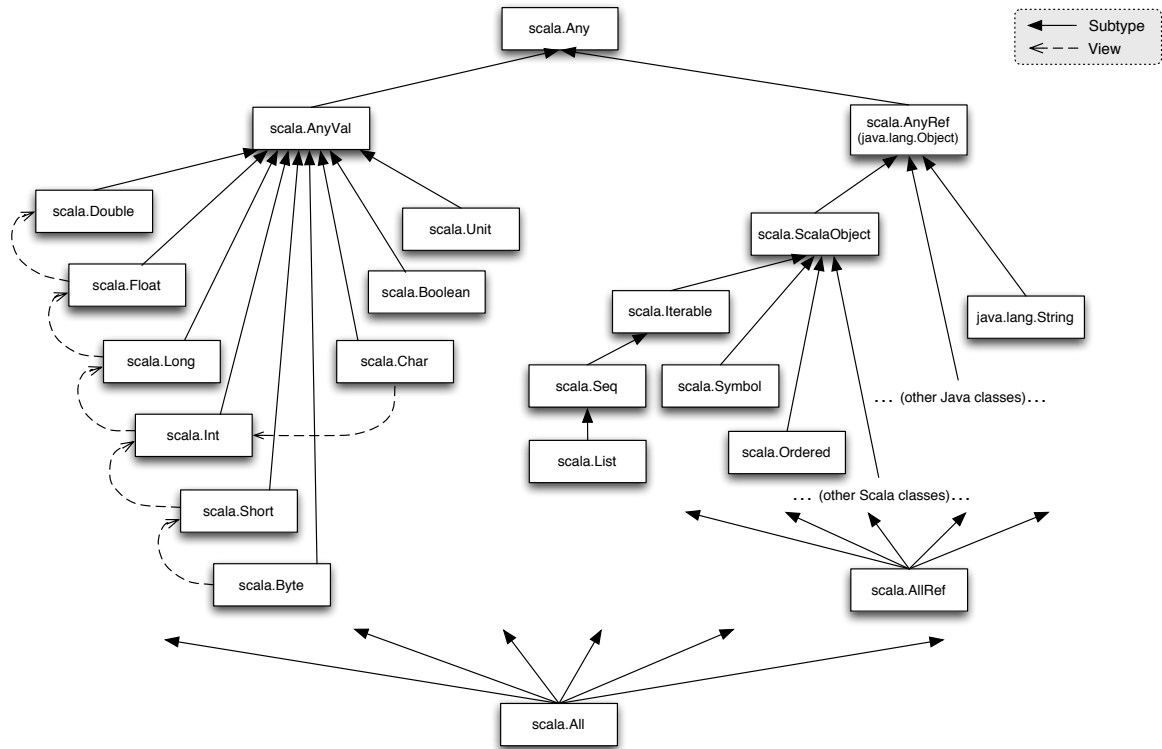 scala.Any
Subtype
View
scala.AnyVal
scala.AnyRef
(java.lang.Object)
scala.Double
scala.Unit
scala.ScalaObject
scala.Float
scala.Boolean
scala.Iterable
java.lang.String
scala.Long
scala.Char
scala.Seq
scala.Symbol
... (other Java classes)...
scala.Int
scala.List
scala.Ordered
scala.Short
... (other Scala classes)...
scala.Byte
scala.AllRef
scala.All